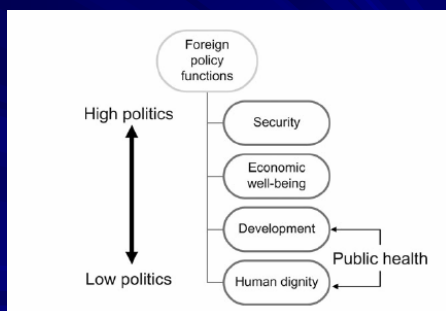 Foreign
policy
functions
High politics
Security
Economic
well-being
Development
Public health
Low politics
Human dignity